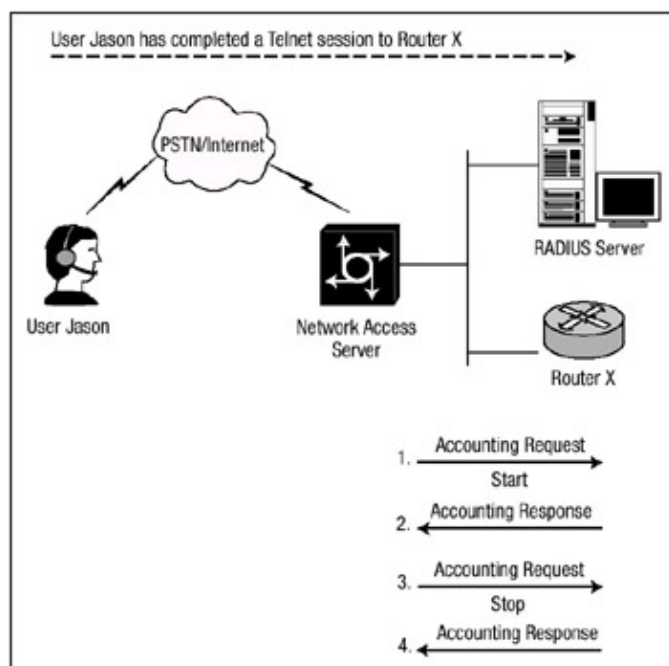 User Jason has completed a Telnet session to Router X
PSTN/Internet
User Jason
Network Access
Server
RADIUS Server
Router X
1. Accounting Request
Start
2. Accounting Response
3. Accounting Request
Stop
4. Accounting Response